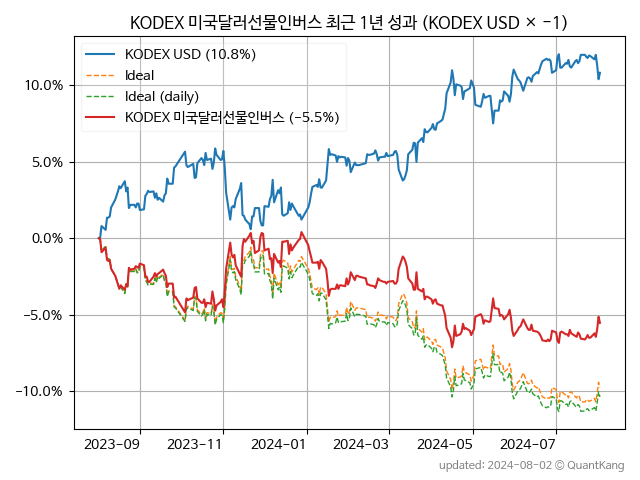 KODEX 미국달러선물인버스 최근 1년 성과 (KODEX USD × −1)
KODEX USD (10.8%)
Ideal
Ideal (daily)
KODEX 미국달러선물인버스 (−5.5%)
10.0%
5.0%
0.0%
−5.0%
−10.0%
2023-09 2023-11 2024-01 2024-03 2024-05 2024-07
updated: 2024-08-02 © QuantKang